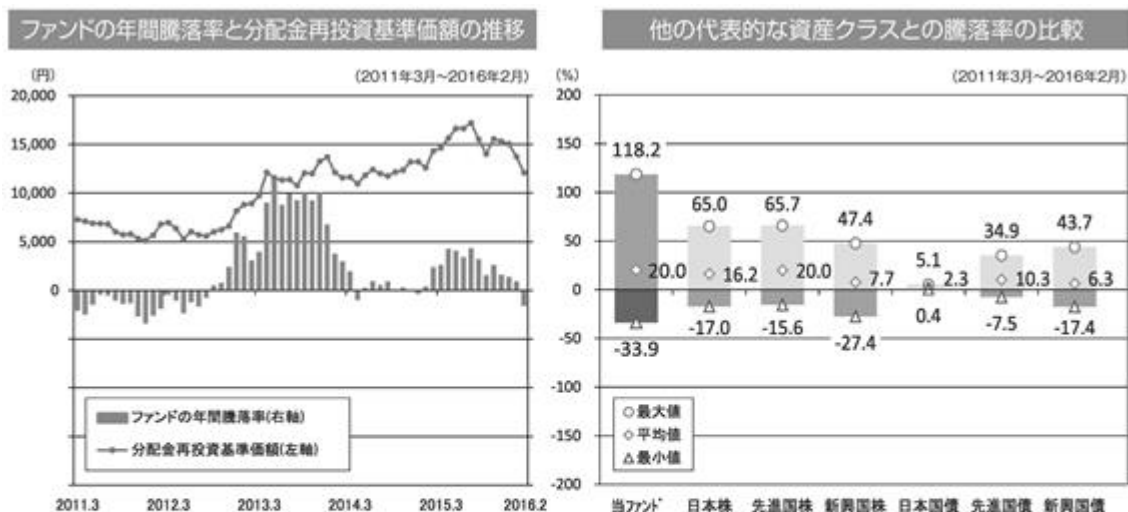 ファンドの年間騰落率と分配金再投資基準価額の推移
(円)
(2011年3月~2016年2月)
20,000
15,000
10,000
5,000
0
ファンドの年間騰落率(右軸)
分配金再投資基準価額(左軸)
2011.3 2012.3 2013.3 2014.3 2015.3 2016.2
他の代表的な資産クラスとの騰落率の比較
(%)
(2011年3月~2016年2月)
200
150
100
50
0
-50
-100
-150
-200
118.2 65.0 65.7 47.4 5.1 34.9 43.7
20.0 16.2 20.0 7.7 2.3 10.3 6.3
-33.9 -17.0 -15.6 -27.4 0.4 -7.5 -17.4
最大値
平均値
最小値
当ファンド 日本株 先進国株 新興国株 日本国債 先進国債 新興国債